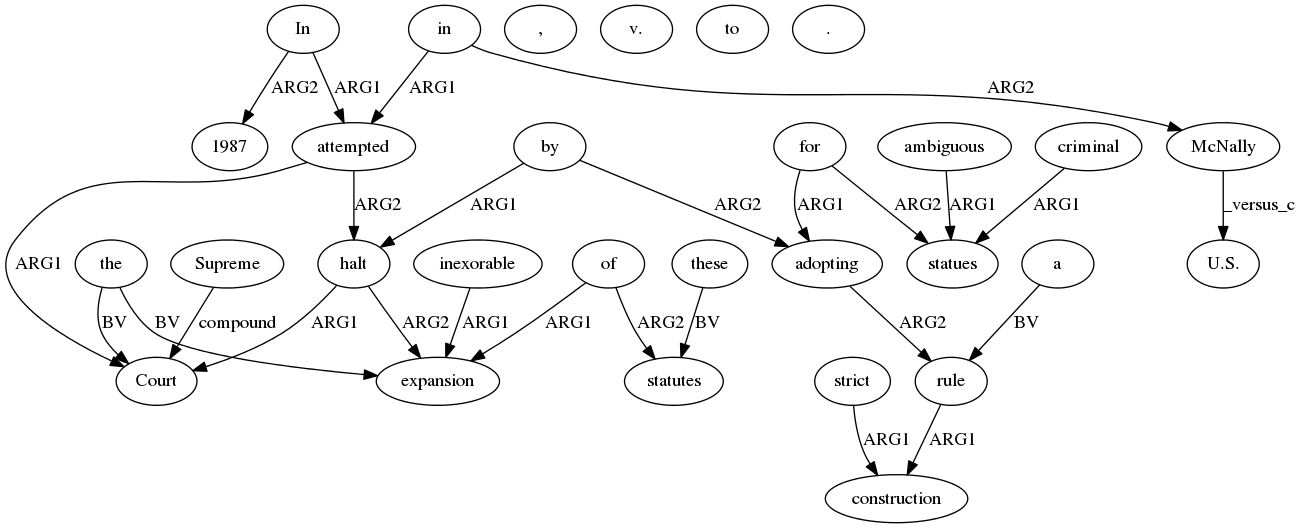 In in , v. to .
ARG2 ARG1 ARG1 ARG2
1987 attempted by for ambiguous criminal McNally
ARG2 ARG1 ARG2 ARG1 ARG2 ARG1 ARG1 _versus_c
ARG1 the Supreme halt inexorable of these adopting statues a U.S.
BV BV compound ARG1 ARG2 ARG1 ARG1 ARG2 BV ARG2 BV
Court expansion statutes strict rule
ARG1 ARG1
construction